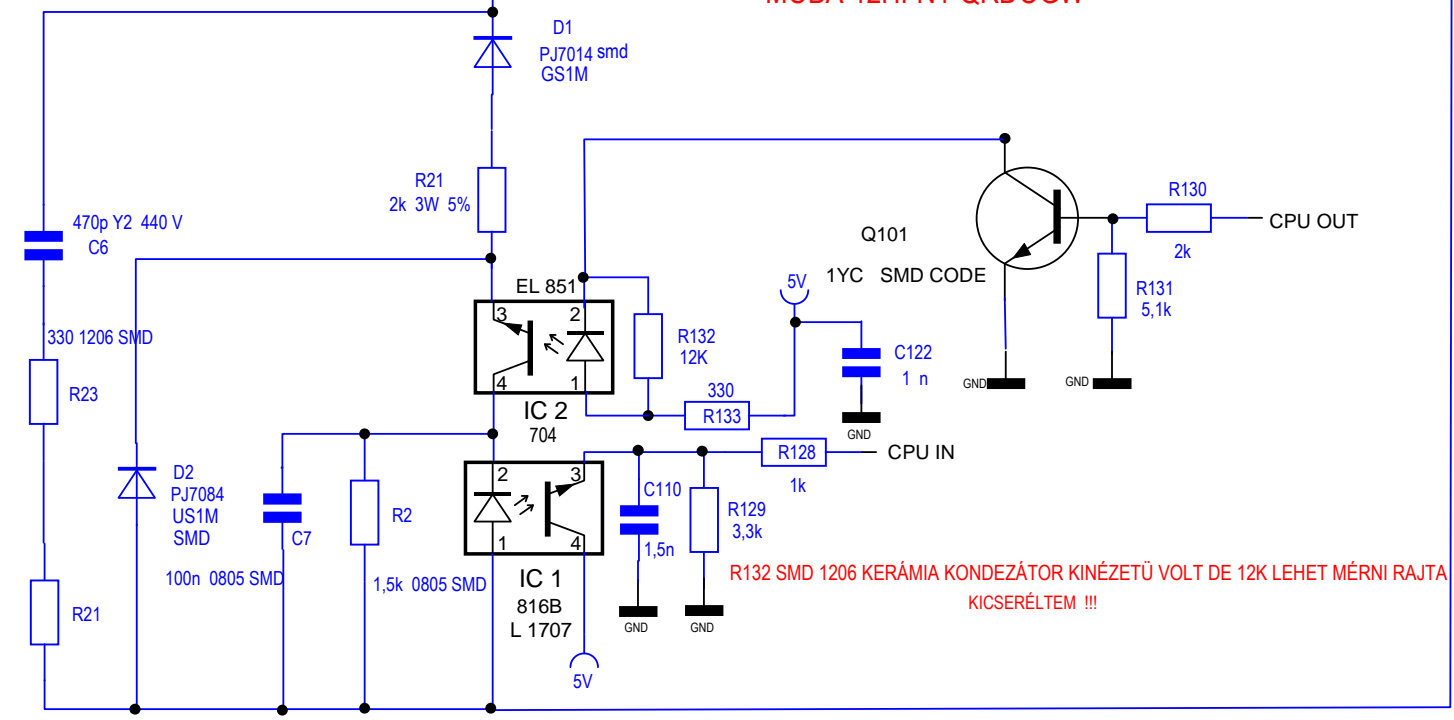 D1
PJ7014 smd
GS1M
R21
2k 3W 5%
470p Y2 440 V
C6
330 1206 SMD
R23
R21
D2
PJ7084
US1M
SMD
C7
100n 0805 SMD
R2
1,5k 0805 SMD
EL 851
3
2
4
1
IC 2
704
R132
12K
330
R133
5V
C122
1 n
GND
Q101
1YC SMD CODE
R130
2k
CPU OUT
R131
5,1k
GND
GND
2
3
1
4
IC 1
816B
L 1707
C110
1,5n
GND
R129
3,3k
GND
R128
1k
CPU IN
5V
R132 SMD 1206 KERÁMIA KONDEZÁTOR KINÉZETÜ VOLT DE 12K LEHET MÉRNI RAJTA
KICSERÉLTEM !!!